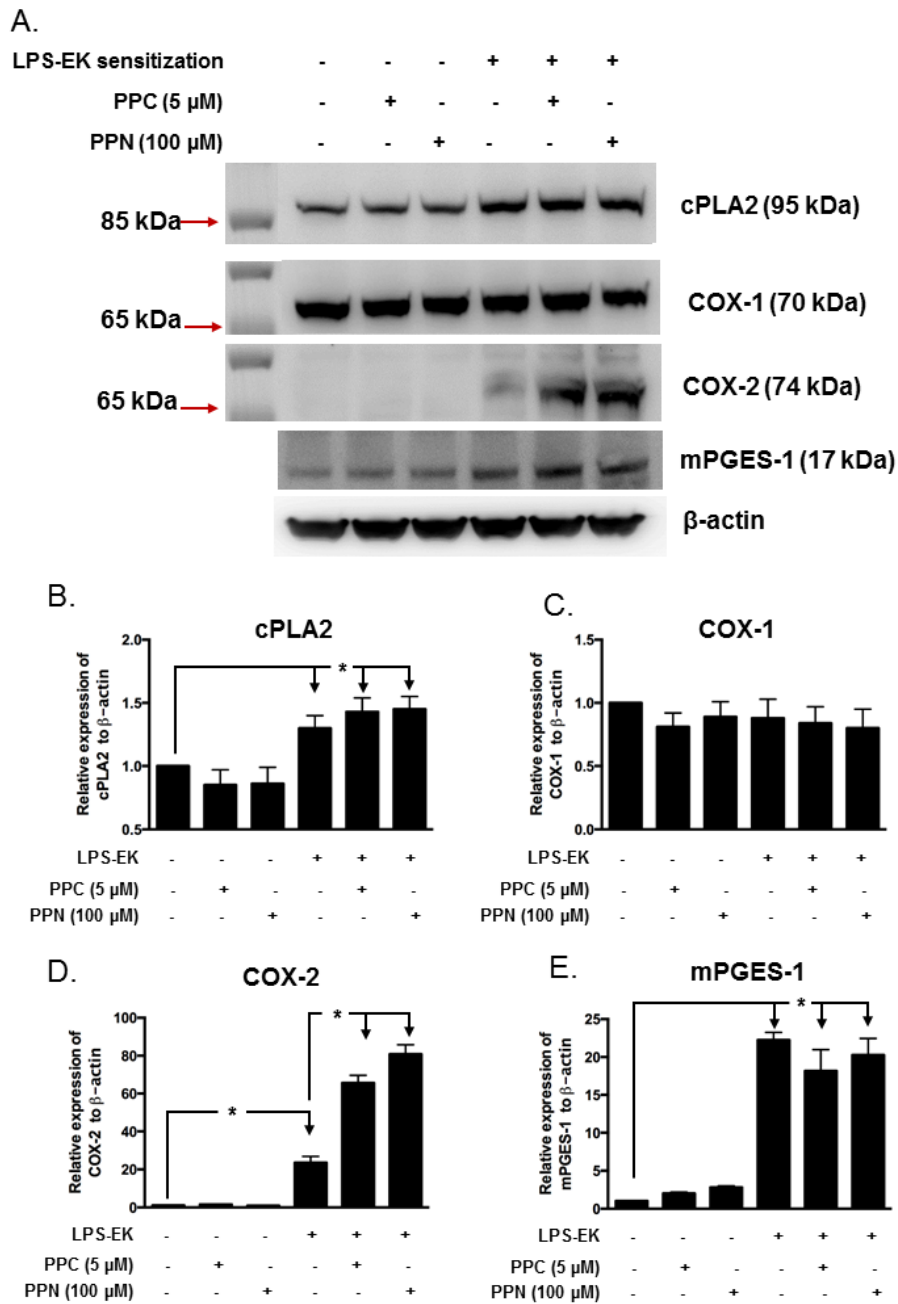 A.
LPS-EK sensitization - - - + + +
PPC (5 µM) - + - - + -
PPN (100 µM) - - + - - +
85 kDa
cPLA2 (95 kDa)
65 kDa
COX-1 (70 kDa)
65 kDa
COX-2 (74 kDa)
mPGES-1 (17 kDa)
β-actin
B.
cPLA2
Relative expression of
cPLA2 to β-actin
2.0
1.5
1.0
0.5
*
LPS-EK - - - + + +
PPC (5 µM) - + - - + -
PPN (100 µM) - - + - - +
C.
COX-1
Relative expression of
COX-1 to β-actin
1.5
1.0
0.5
0.0
LPS-EK - - - + + +
PPC (5 µM) - + - - + -
PPN (100 µM) - - + - - +
D.
COX-2
Relative expression of
COX-2 to β-actin
100
80
60
40
20
0
*
*
LPS-EK - - - + + +
PPC (5 µM) - + - - + -
PPN (100 µM) - - + - - +
E.
mPGES-1
Relative expression of
mPGES-1 to β-actin
25
20
15
10
5
0
*
LPS-EK - - - + + +
PPC (5 µM) - + - - + -
PPN (100 µM) - - + - - +